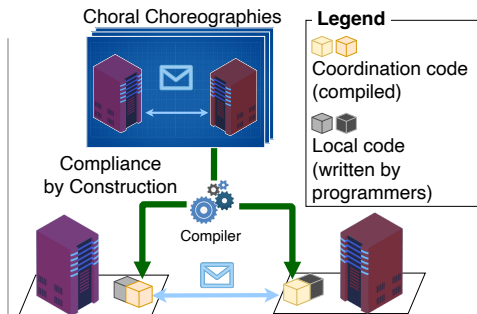 Choral Choreographies
Legend
Coordination code
(compiled)
Local code
(written by
programmers)
Compliance
by Construction
Compiler